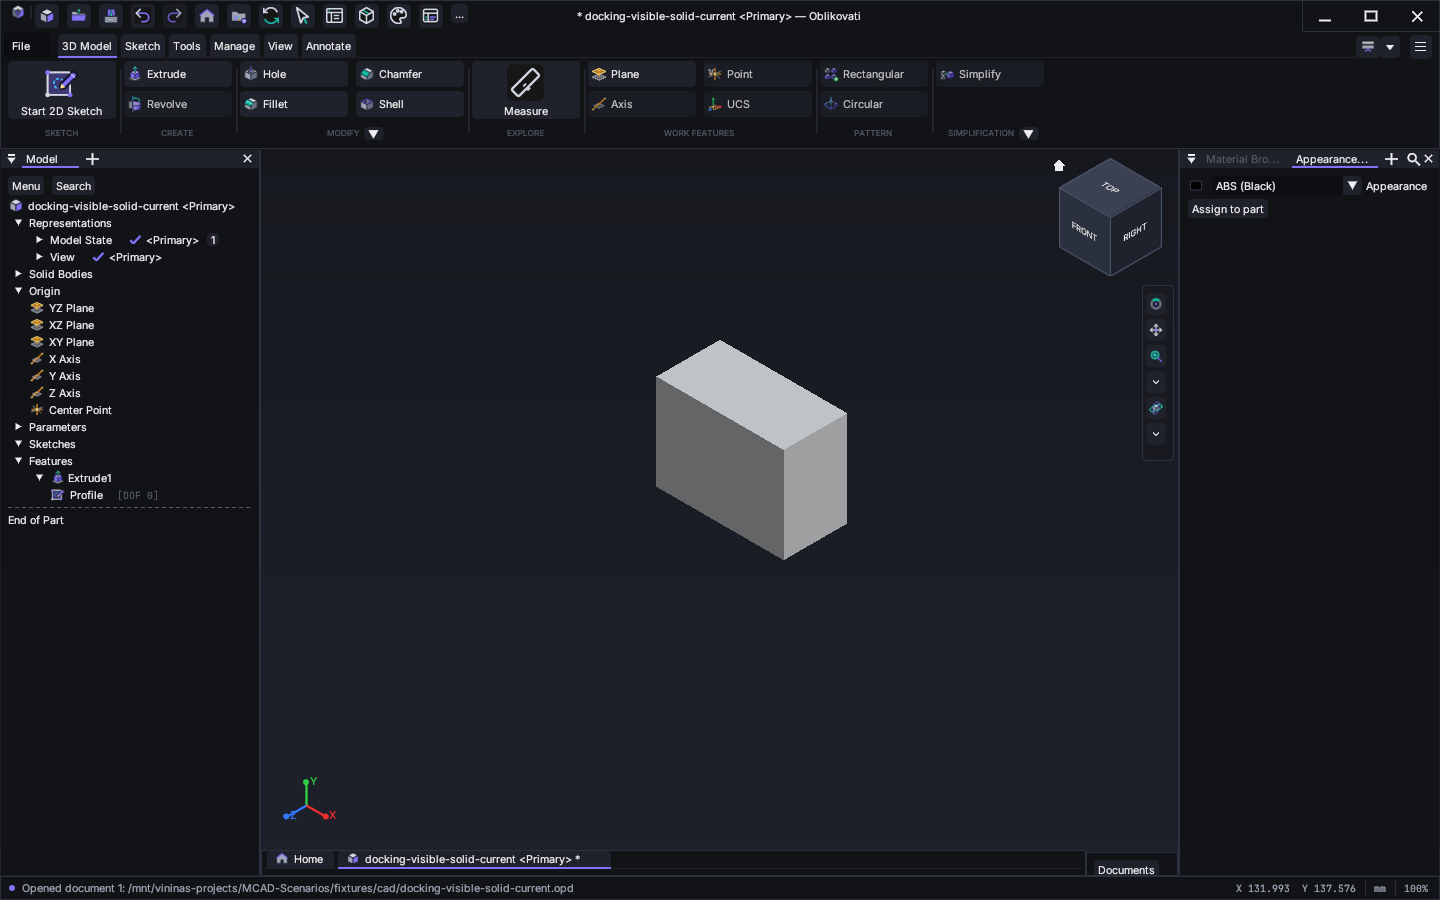 * docking-visible-solid-current <Primary> — Oblikovati
File
3D Model
Sketch
Tools
Manage
View
Annotate
Start 2D Sketch
SKETCH
Extrude
Revolve
CREATE
Hole
Fillet
Chamfer
Shell
MODIFY
Measure
EXPLORE
Plane
Axis
Point
UCS
WORK FEATURES
Rectangular
Circular
PATTERN
Simplify
SIMPLIFICATION
Model
Menu
Search
docking-visible-solid-current <Primary>
Representations
Model State <Primary> 1
View <Primary>
Solid Bodies
Origin
YZ Plane
XZ Plane
XY Plane
X Axis
Y Axis
Z Axis
Center Point
Parameters
Sketches
Features
Extrude1
Profile [DOF 0]
End of Part
TOP
FRONT
RIGHT
Y
X
Z
Material Bro...
Appearance...
ABS (Black)
Appearance
Assign to part
Home
docking-visible-solid-current <Primary> *
Documents
Opened document 1: /mnt/vininas-projects/MCAD-Scenarios/fixtures/cad/docking-visible-solid-current.opd
X 131.993 Y 137.576 mm 100%